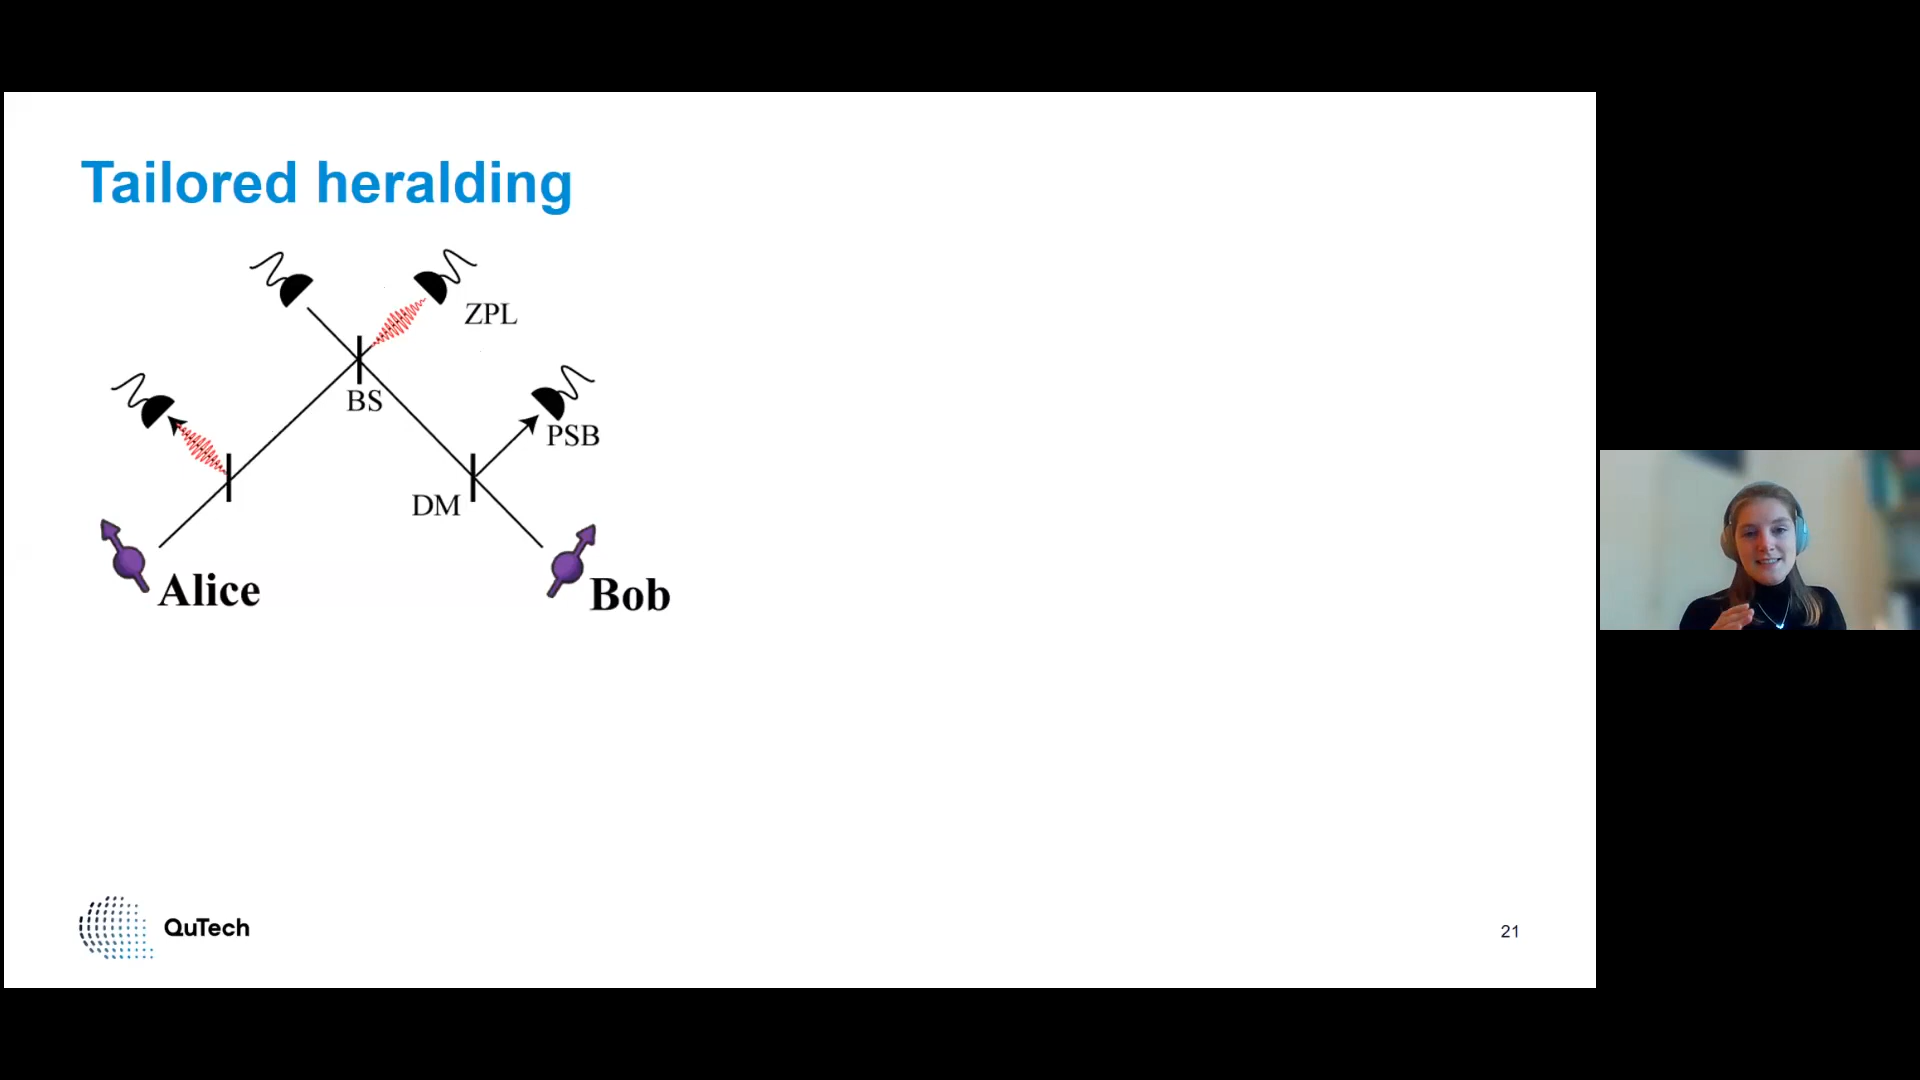 Tailored heralding
ZPL
BS
PSB
DM
Alice
Bob
QuTech
21